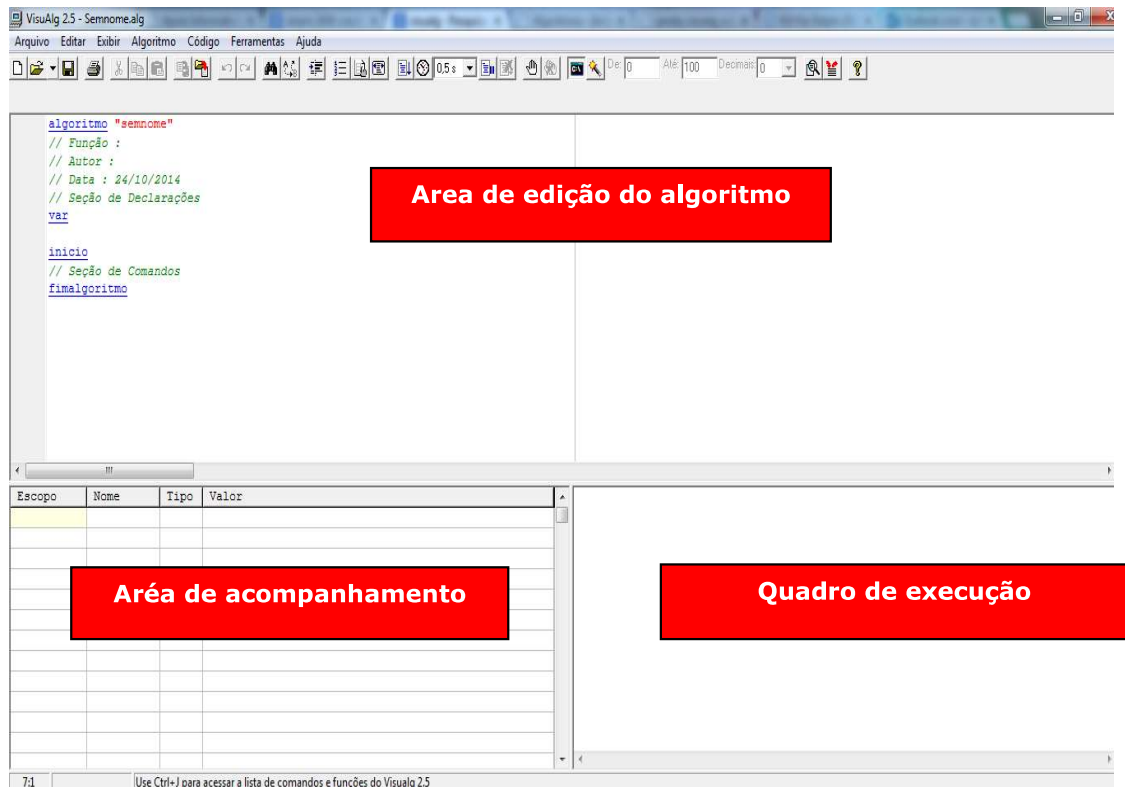 VisuAlg 2.5 - Semnome.alg
Arquivo Editar Exibir Algoritmo Código Ferramentas Ajuda
0,5 s De: 0 Até: 100 Decimais: 0
algoritmo "semnome"
// Função :
// Autor :
// Data : 24/10/2014
// Seção de Declarações
var
inicio
// Seção de Comandos
fimalgoritmo
Area de edição do algoritmo
Escopo Nome Tipo Valor
Aréa de acompanhamento
Quadro de execução
7:1 Use Ctrl+J para acessar a lista de comandos e funções do Visualg 2.5